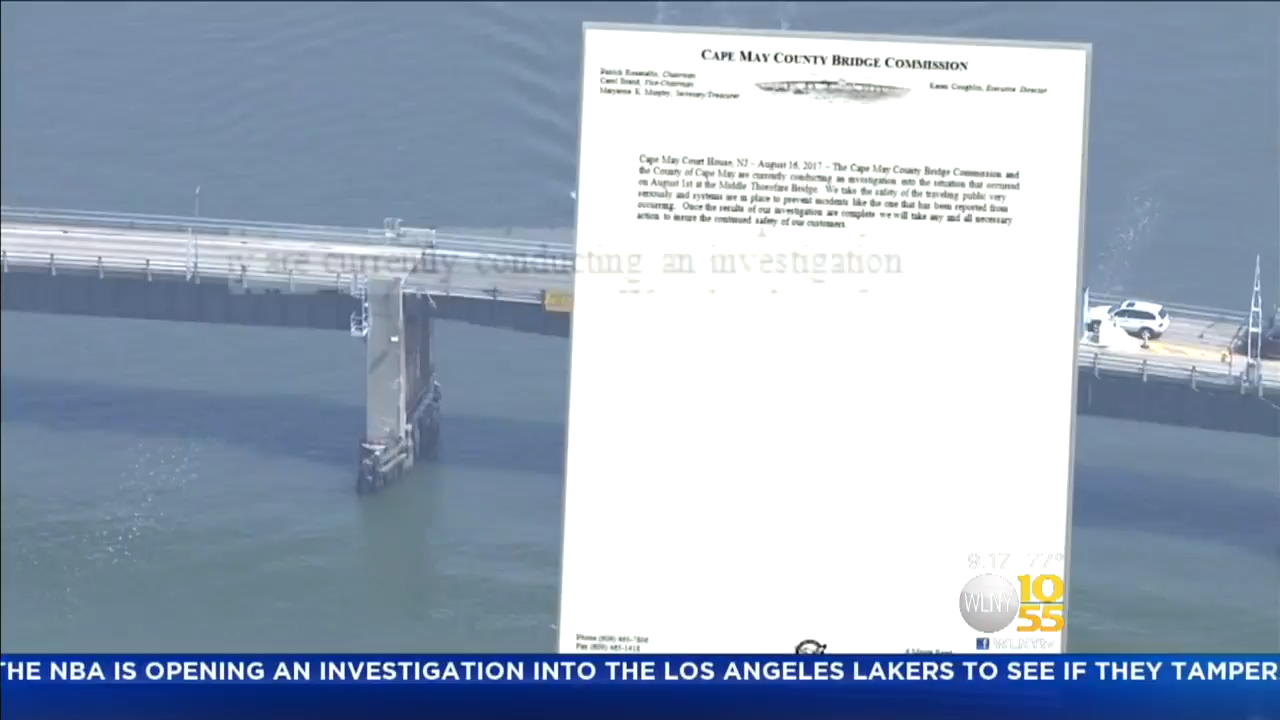 CAPE MAY COUNTY BRIDGE COMMISSION
Chairman
Carol Brand, Vice-Chairman
Maryanne K. Murphy, Secretary/Treasurer
Karen Coughlin, Executive Director
Cape May Court House, NJ – August 16, 2017 – The Cape May County Bridge Commission and
the County of Cape May are currently conducting an investigation into the situation that occurred
on August 1st at the Middle Thorofare Bridge. We take the safety of the traveling public very
seriously and systems are in place to prevent incidents like the one that has been reported from
occurring. Once the results of our investigation are complete we will take any and all necessary
action to insure the continued safety of our customers.
y are currently conducting an investigation
9:17 77°
WLNY 10
55
Phone (609)
Fax (609)
THE NBA IS OPENING AN INVESTIGATION INTO THE LOS ANGELES LAKERS TO SEE IF THEY TAMPER